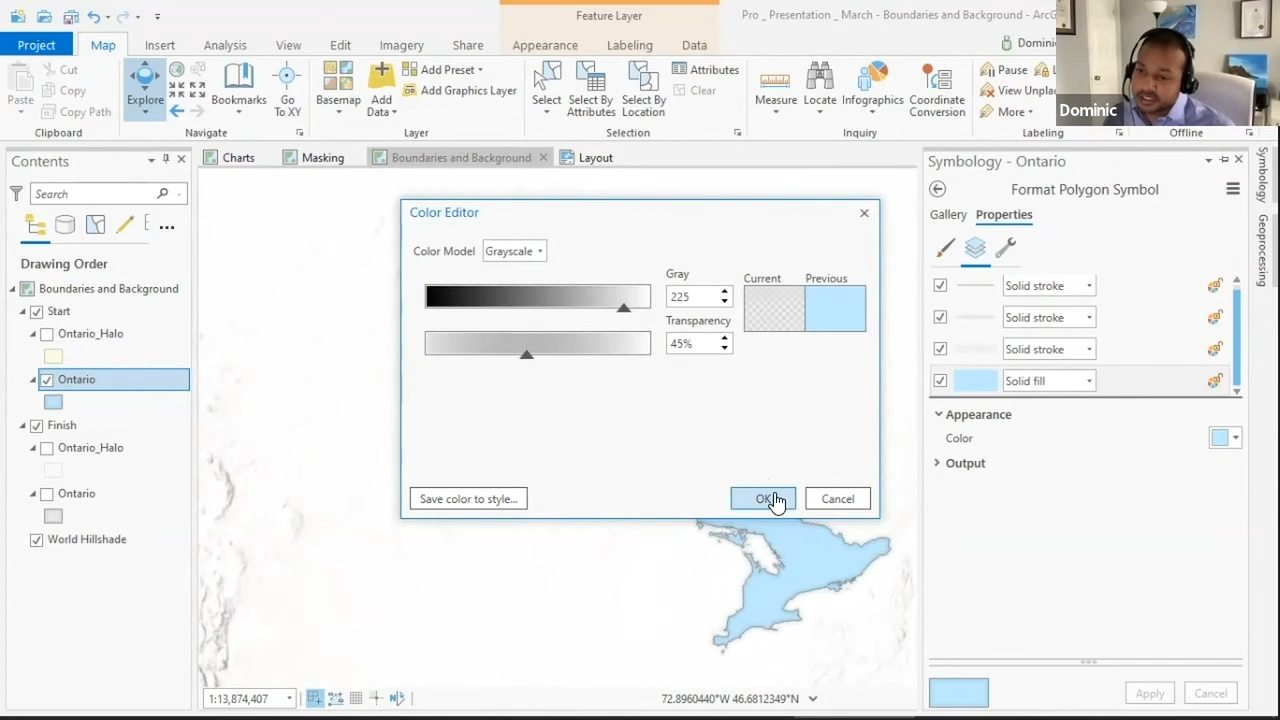 Feature Layer
Pro _ Presentation _ March - Boundaries and Background - ArcG
Project
Map
Insert
Analysis
View
Edit
Imagery
Share
Appearance
Labeling
Data
Domini
Paste
Cut
Copy
Copy Path
Clipboard
Explore
Bookmarks
Go To XY
Navigate
Basemap
Add Data
Add Preset
Add Graphics Layer
Layer
Select
Select By Attributes
Select By Location
Attributes
Clear
Selection
Measure
Locate
Infographics
Coordinate Conversion
Inquiry
Pause
L
View Unpla
More
Labeling
Offline
Dominic
Contents
Search
Drawing Order
Boundaries and Background
Start
Ontario_Halo
Ontario
Finish
Ontario_Halo
Ontario
World Hillshade
Charts
Masking
Boundaries and Background
Layout
Color Editor
Color Model
Grayscale
Gray
225
Transparency
45%
Current
Previous
Save color to style...
OK
Cancel
1:13,874,407
72.8960440°W 46.6812349°N
Symbology - Ontario
Format Polygon Symbol
Gallery
Properties
Solid stroke
Solid stroke
Solid stroke
Solid fill
Appearance
Color
Output
Apply
Cancel
Symbology
Geoprocessing